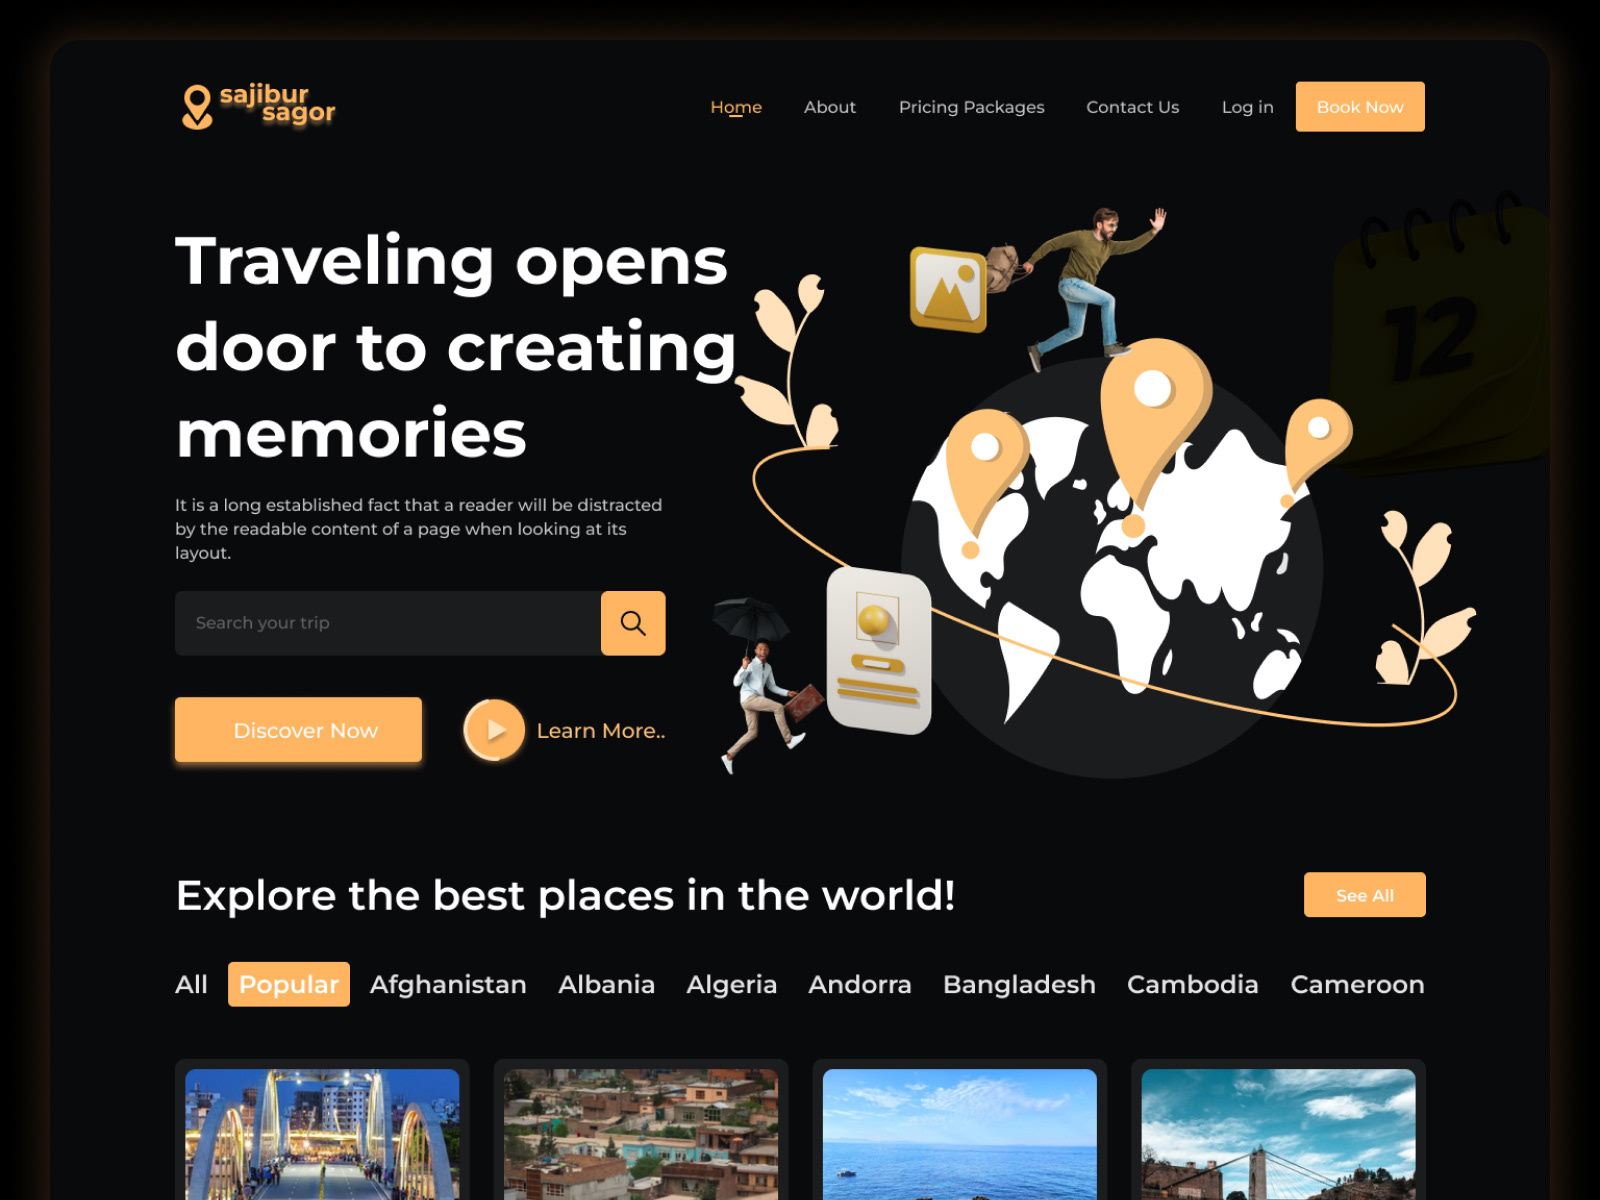 sajibur
sagor
Home About Pricing Packages Contact Us Log in Book Now
Traveling opens
door to creating
memories
12
It is a long established fact that a reader will be distracted
by the readable content of a page when looking at its
layout.
Search your trip
Discover Now
Learn More..
Explore the best places in the world!
See All
All Popular Afghanistan Albania Algeria Andorra Bangladesh Cambodia Cameroon